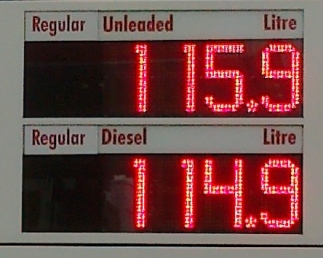 Regular Unleaded Litre
115.9
Regular Diesel Litre
114.9